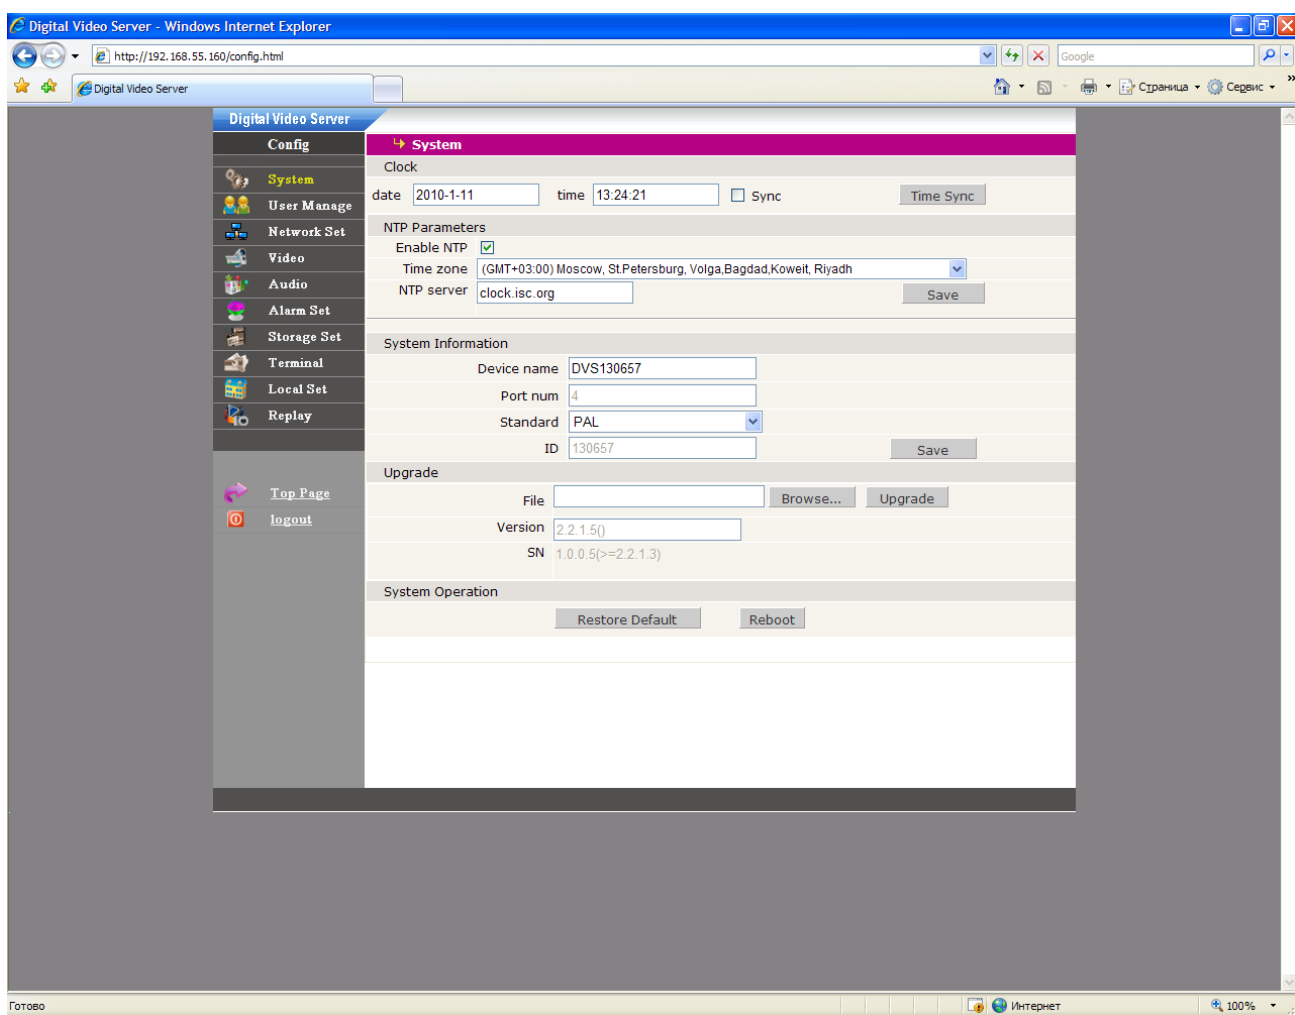 Digital Video Server - Windows Internet Explorer
http://192.168.55.160/config.html
Google
Digital Video Server
Страница
Сервис
Digital Video Server
Config
System
User Manage
Network Set
Video
Audio
Alarm Set
Storage Set
Terminal
Local Set
Replay
Top Page
logout
System
Clock
date 2010-1-11 time 13:24:21 Sync Time Sync
NTP Parameters
Enable NTP
Time zone (GMT+03:00) Moscow, St.Petersburg, Volga,Bagdad,Koweit, Riyadh
NTP server clock.isc.org Save
System Information
Device name DVS130657
Port num 4
Standard PAL
ID 130657 Save
Upgrade
File Browse... Upgrade
Version 2.2.1.5()
SN 1.0.0.5(>=2.2.1.3)
System Operation
Restore Default Reboot
Готово Интернет 100%